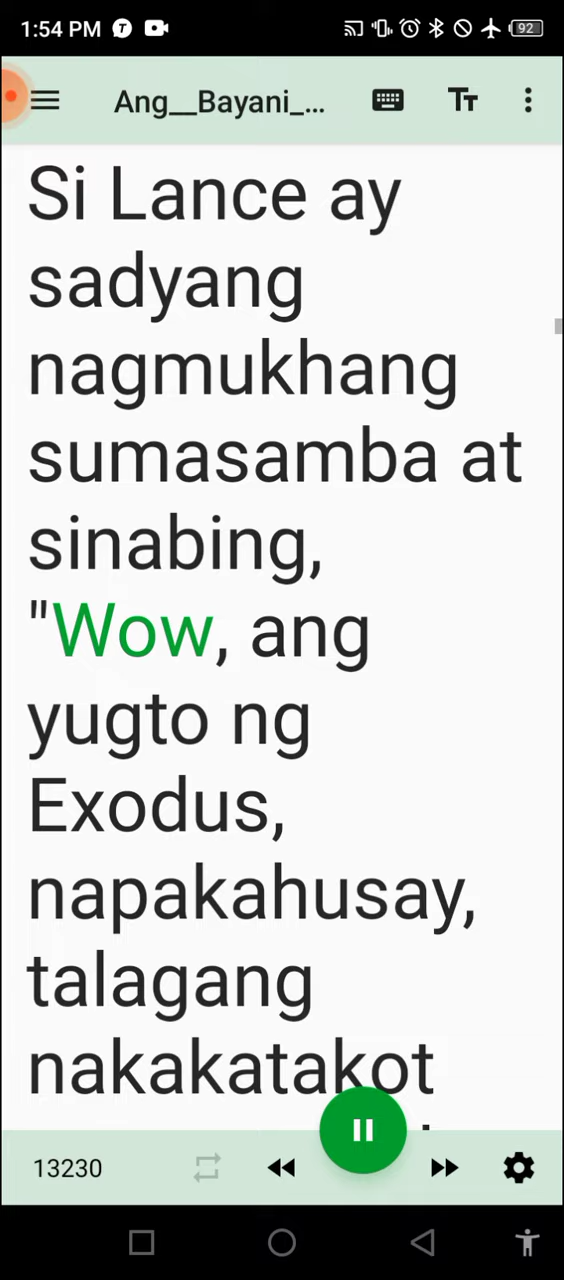 1:54 PM
92
Ang__Bayani_...
Si Lance ay
sadyang
nagmukhang
sumasamba at
sinabing,
"Wow, ang
yugto ng
Exodus,
napakahusay,
talagang
nakakatakot
13230